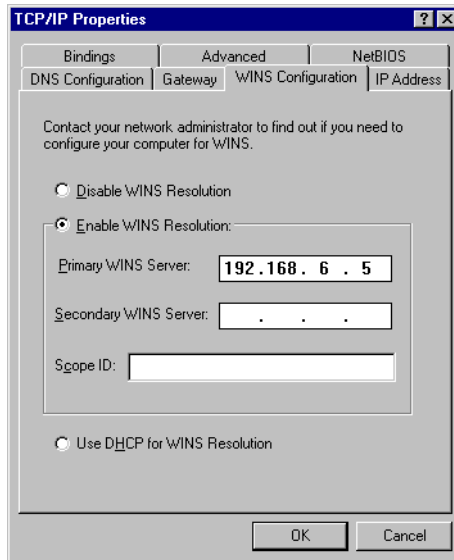 TCP/IP Properties
Bindings Advanced NetBIOS
DNS Configuration Gateway WINS Configuration IP Address
Contact your network administrator to find out if you need to
configure your computer for WINS.
Disable WINS Resolution
Enable WINS Resolution:
Primary WINS Server: 192.168. 6 . 5
Secondary WINS Server: . . .
Scope ID:
Use DHCP for WINS Resolution
OK Cancel